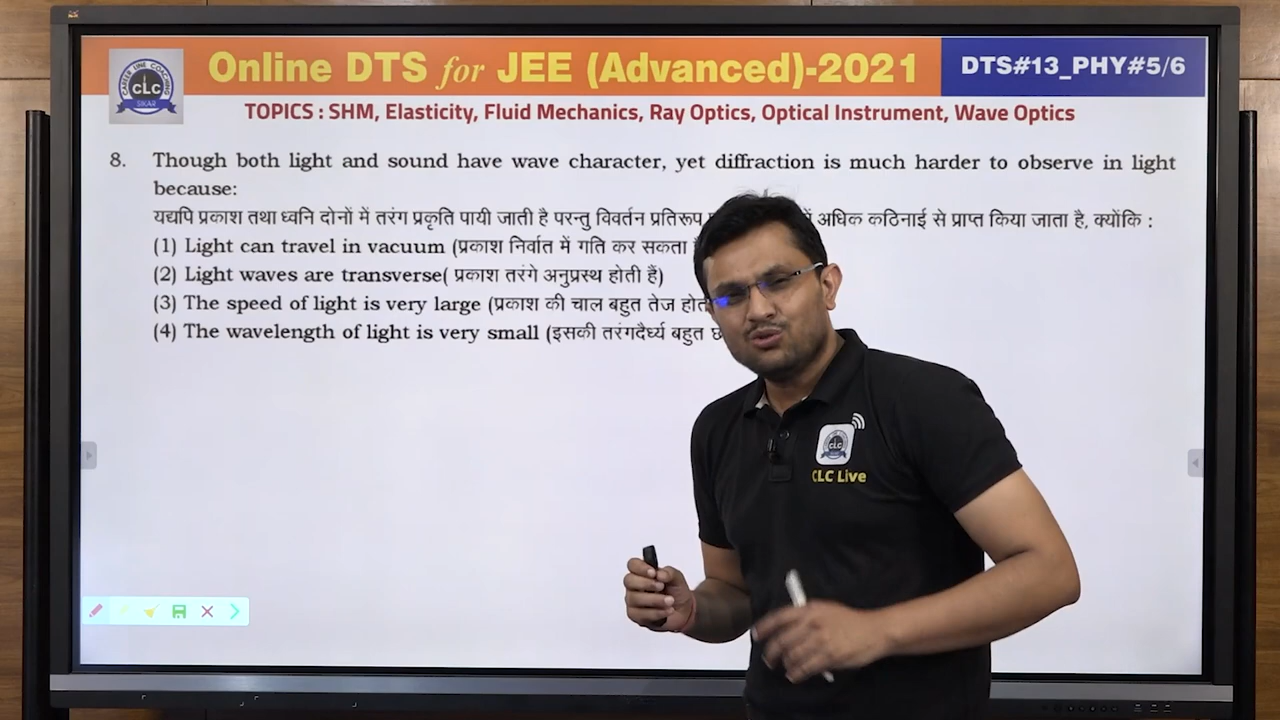 Online DTS for JEE (Advanced)-2021
DTS#13_PHY#5/6
CAREER LINE COACHING
CLC
SIKAR
TOPICS : SHM, Elasticity, Fluid Mechanics, Ray Optics, Optical Instrument, Wave Optics
8. Though both light and sound have wave character, yet diffraction is much harder to observe in light
because:
यद्यपि प्रकाश तथा ध्वनि दोनों में तरंग प्रकृति पायी जाती है परन्तु विवर्तन प्रतिरूप में अधिक कठिनाई से प्राप्त किया जाता है, क्योंकि :
(1) Light can travel in vacuum (प्रकाश निर्वात में गति कर सकता
(2) Light waves are transverse( प्रकाश तरंगे अनुप्रस्थ होती हैं)
(3) The speed of light is very large (प्रकाश की चाल बहुत तेज
(4) The wavelength of light is very small (इसकी तरंगदैर्ध्य बहुत
CLC
CLC Live